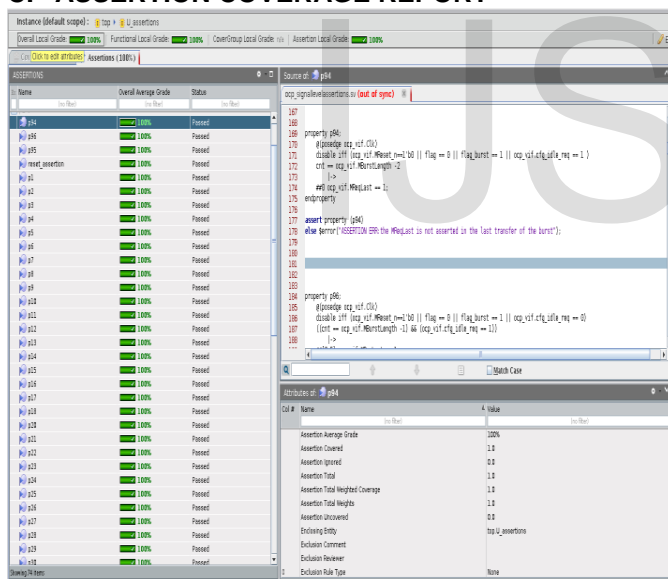 ASSERTION COVERAGE REPORT
Instance (default scope) : top U_assertions
Overall Local Grade: 100% Functional Local Grade: 100% CoverGroup Local Grade: n/a Assertion Local Grade: 100%
Click to edit attributes Assertions (100%)
ASSERTIONS
Name Overall Average Grade Status
(no filter) (no filter) (no filter)
p94 100% Passed
p96 100% Passed
p95 100% Passed
reset_assertion 100% Passed
p1 100% Passed
p2 100% Passed
p3 100% Passed
p4 100% Passed
p5 100% Passed
p6 100% Passed
p7 100% Passed
p8 100% Passed
p9 100% Passed
p10 100% Passed
p11 100% Passed
p12 100% Passed
p13 100% Passed
p14 100% Passed
p15 100% Passed
p16 100% Passed
p17 100% Passed
p18 100% Passed
p20 100% Passed
p21 100% Passed
p22 100% Passed
p23 100% Passed
p24 100% Passed
p25 100% Passed
p26 100% Passed
p27 100% Passed
p28 100% Passed
p29 100% Passed
p30 100% Passed
Showing 74 items
Source of: p94
ocp_signallevelassertions.sv (out of sync)
167
168
169 property p94;
170 @(posedge ocp_vif.Clk)
171 disable iff (ocp_vif.MReset_n==1'b0 || flag == 0 || flag_burst == 1 || ocp_vif.cfg_idle_req == 1 )
172 cnt == ocp_vif.MBurstLength -2
173 |->
174 ##0 ocp_vif.MReqLast == 1;
175 endproperty
176
177 assert property (p94)
178 else $error("ASSERTION ERR:the MReqLast is not asserted in the last transfer of the burst");
179
180
181
182
183
184 property p96;
185 @(posedge ocp_vif.Clk)
186 disable iff (ocp_vif.MReset_n==1'b0 || flag == 0 || flag_burst == 1 || ocp_vif.cfg_idle_req == 0)
187 ((cnt == ocp_vif.MBurstLength -1) && (ocp_vif.cfg_idle_req == 1))
188 |->
Match Case
Attributes of: p94
Col # Name Value
(no filter) (no filter)
Assertion Average Grade 100%
Assertion Covered 1.0
Assertion Ignored 0.0
Assertion Total 1.0
Assertion Total Weighted Coverage 1.0
Assertion Total Weights 1.0
Assertion Uncovered 0.0
Enclosing Entity top.U_assertions
Exclusion Comment
Exclusion Reviewer
Exclusion Rule Type None
IJS